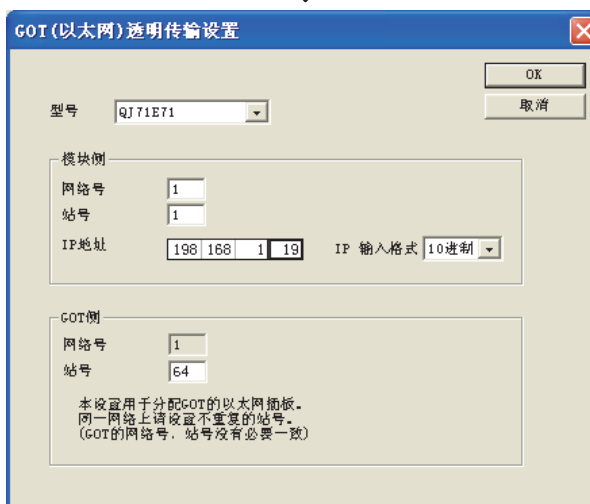 GOT(以太网)透明传输设置
OK
型号 QJ71E71
取消
模块侧
网络号 1
站号 1
IP地址 198 168 1 19 IP 输入格式 10进制
GOT侧
网络号 1
站号 64
本设置用于分配GOT的以太网插板。
同一网络上请设置不重复的站号。
(GOT的网络号、站号没有必要一致)